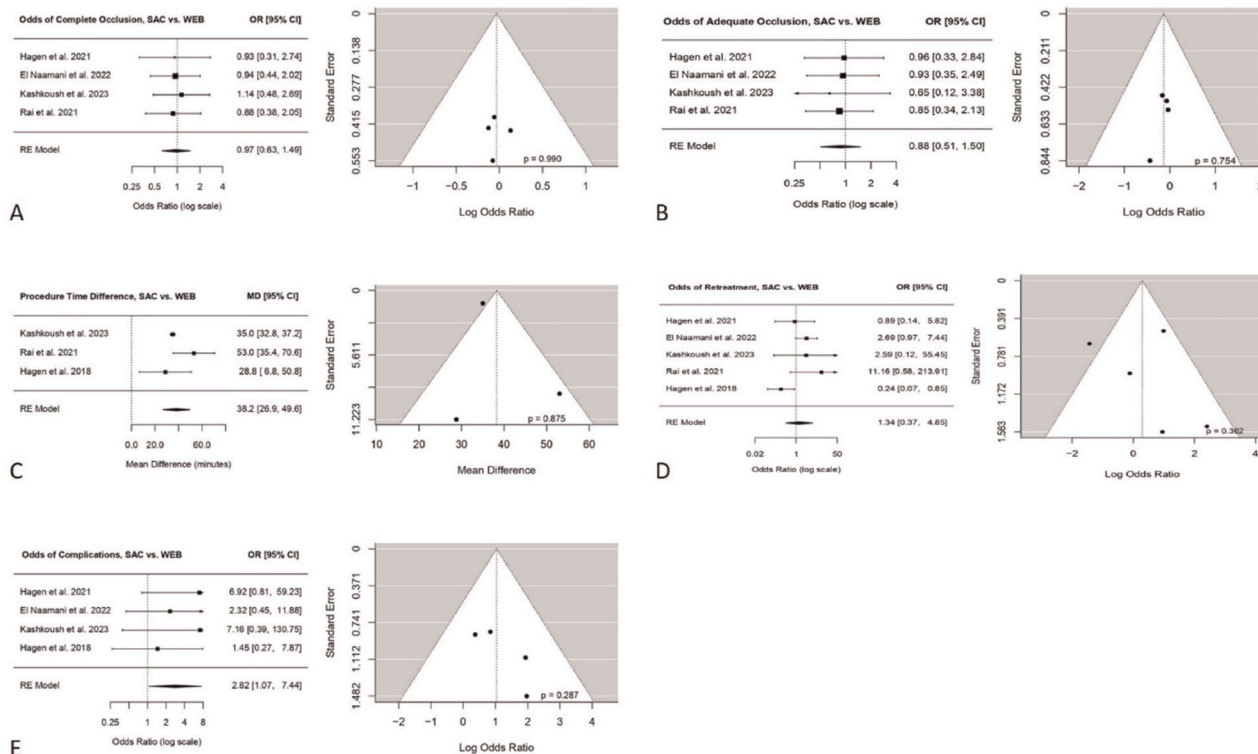 Odds of Complete Occlusion, SAC vs. WEB OR [95% CI]
Hagen et al. 2021 0.93 [0.31, 2.74]
El Naamani et al. 2022 0.94 [0.44, 2.02]
Kashkoush et al. 2023 1.14 [0.48, 2.69]
Rai et al. 2021 0.88 [0.38, 2.05]
RE Model 0.97 [0.63, 1.49]
0.25 0.5 1 2 4
Odds Ratio (log scale)
A
Standard Error
0
0.138
0.277
0.415
0.553
p = 0.990
−1 −0.5 0 0.5 1
Log Odds Ratio
Odds of Adequate Occlusion, SAC vs. WEB OR [95% CI]
Hagen et al. 2021 0.96 [0.33, 2.84]
El Naamani et al. 2022 0.93 [0.35, 2.49]
Kashkoush et al. 2023 0.65 [0.12, 3.38]
Rai et al. 2021 0.85 [0.34, 2.13]
RE Model 0.88 [0.51, 1.50]
0.25 1 2 4
Odds Ratio (log scale)
B
Standard Error
0
0.211
0.422
0.633
0.844
p = 0.754
−2 −1 0 1 2
Log Odds Ratio
Procedure Time Difference, SAC vs. WEB MD [95% CI]
Kashkoush et al. 2023 35.0 [32.8, 37.2]
Rai et al. 2021 53.0 [35.4, 70.6]
Hagen et al. 2018 28.8 [ 6.8, 50.8]
RE Model 38.2 [26.9, 49.6]
0.0 20.0 60.0
Mean Difference (minutes)
C
Standard Error
0
5.611
11.223
p = 0.875
10 20 30 40 50 60
Mean Difference
Odds of Retreatment, SAC vs. WEB OR [95% CI]
Hagen et al. 2021 0.89 [0.14, 5.82]
El Naamani et al. 2022 2.69 [0.97, 7.44]
Kashkoush et al. 2023 2.59 [0.12, 55.45]
Rai et al. 2021 11.16 [0.58, 213.91]
Hagen et al. 2018 0.24 [0.07, 0.85]
RE Model 1.34 [0.37, 4.85]
0.02 1 50
Odds Ratio (log scale)
D
Standard Error
0
0.391
0.781
1.172
1.563
p = 0.362
−2 0 2 4
Log Odds Ratio
Odds of Complications, SAC vs. WEB OR [95% CI]
Hagen et al. 2021 6.92 [0.81, 59.23]
El Naamani et al. 2022 2.32 [0.45, 11.88]
Kashkoush et al. 2023 7.16 [0.39, 130.75]
Hagen et al. 2018 1.45 [0.27, 7.87]
RE Model 2.82 [1.07, 7.44]
0.25 1 2 4 8
Odds Ratio (log scale)
E
Standard Error
0
0.371
0.741
1.112
1.482
p = 0.287
−2 −1 0 1 2 3 4
Log Odds Ratio